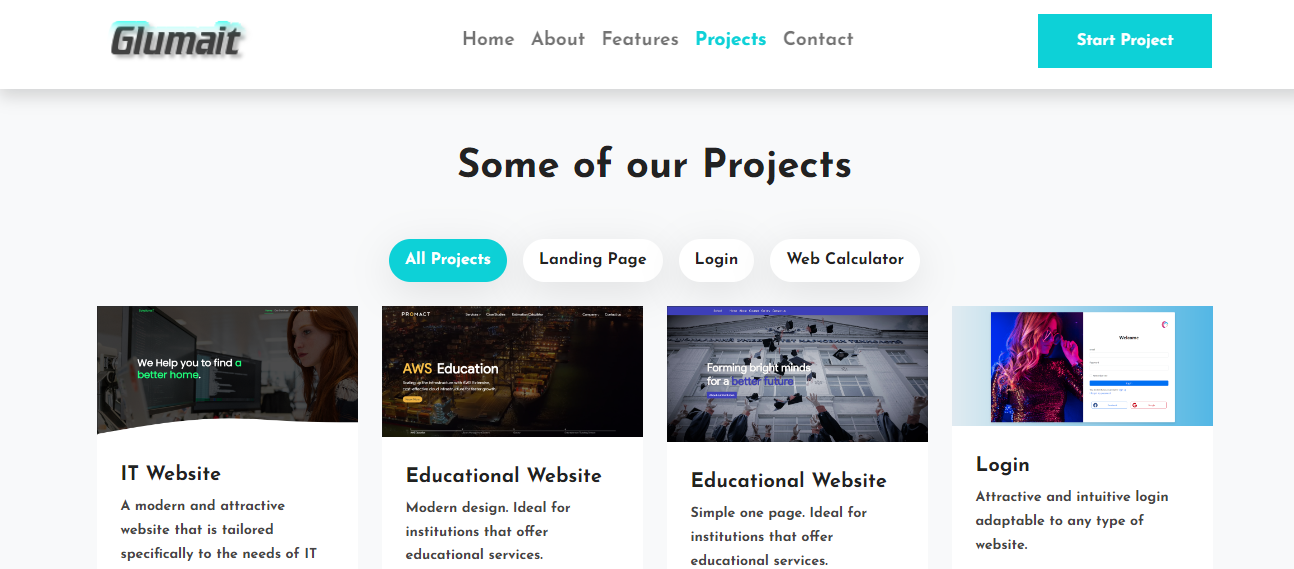 Glumait
Home About Features Projects Contact
Start Project
Some of our Projects
All Projects Landing Page Login Web Calculator
We Help you to find a
better home.
PROMACT
AWS Education
Forming bright minds
for a better future
Welcome
IT Website
A modern and attractive
website that is tailored
specifically to the needs of IT
Educational Website
Modern design. Ideal for
institutions that offer
educational services.
Educational Website
Simple one page. Ideal for
institutions that offer
educational services.
Login
Attractive and intuitive login
adaptable to any type of
website.